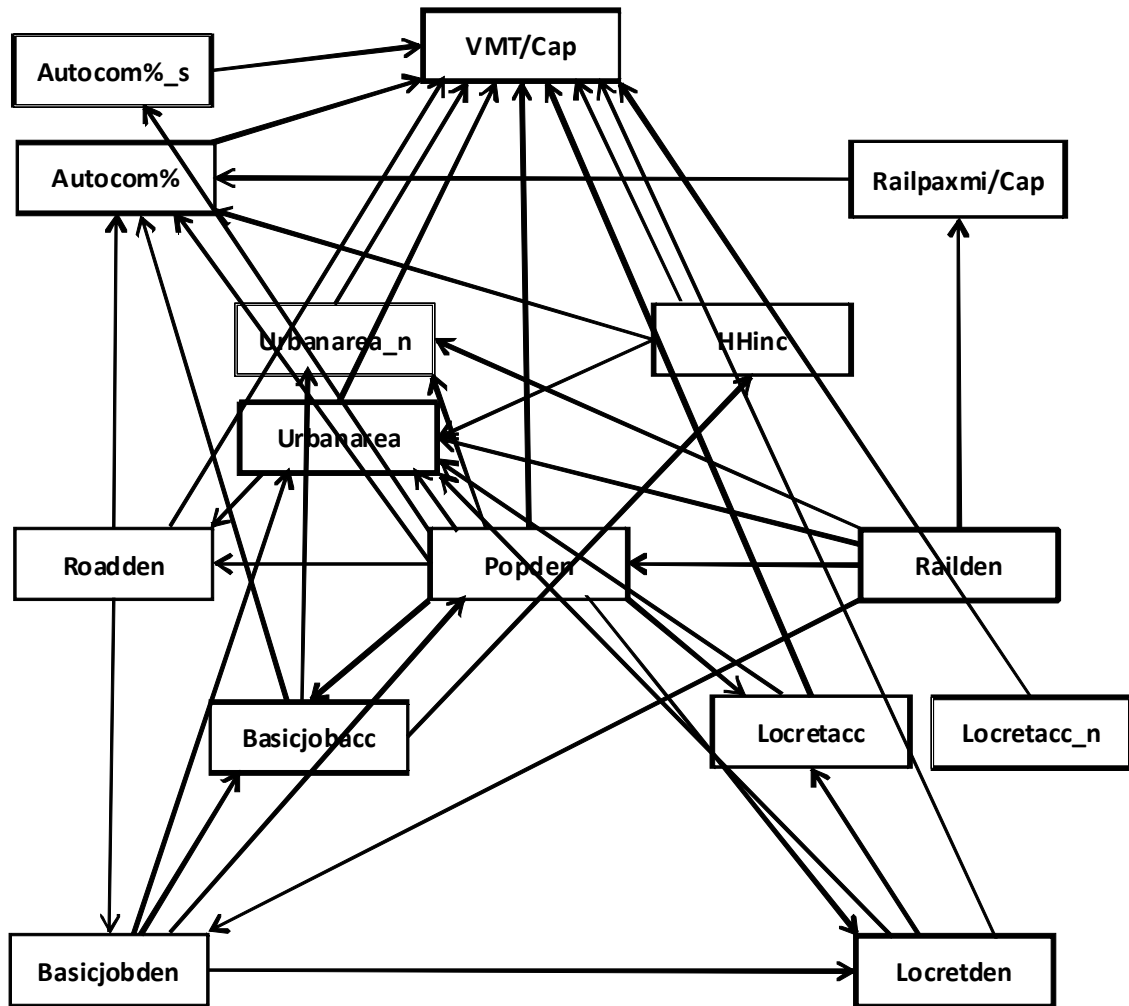 VMT/Cap
Autocom%_s
Autocom%
Railpaxmi/Cap
Urbanarea_n
HHinc
Urbanarea
Roadden
Popden
Railden
Basicjobacc
Locretacc
Locretacc_n
Basicjobden
Locretden